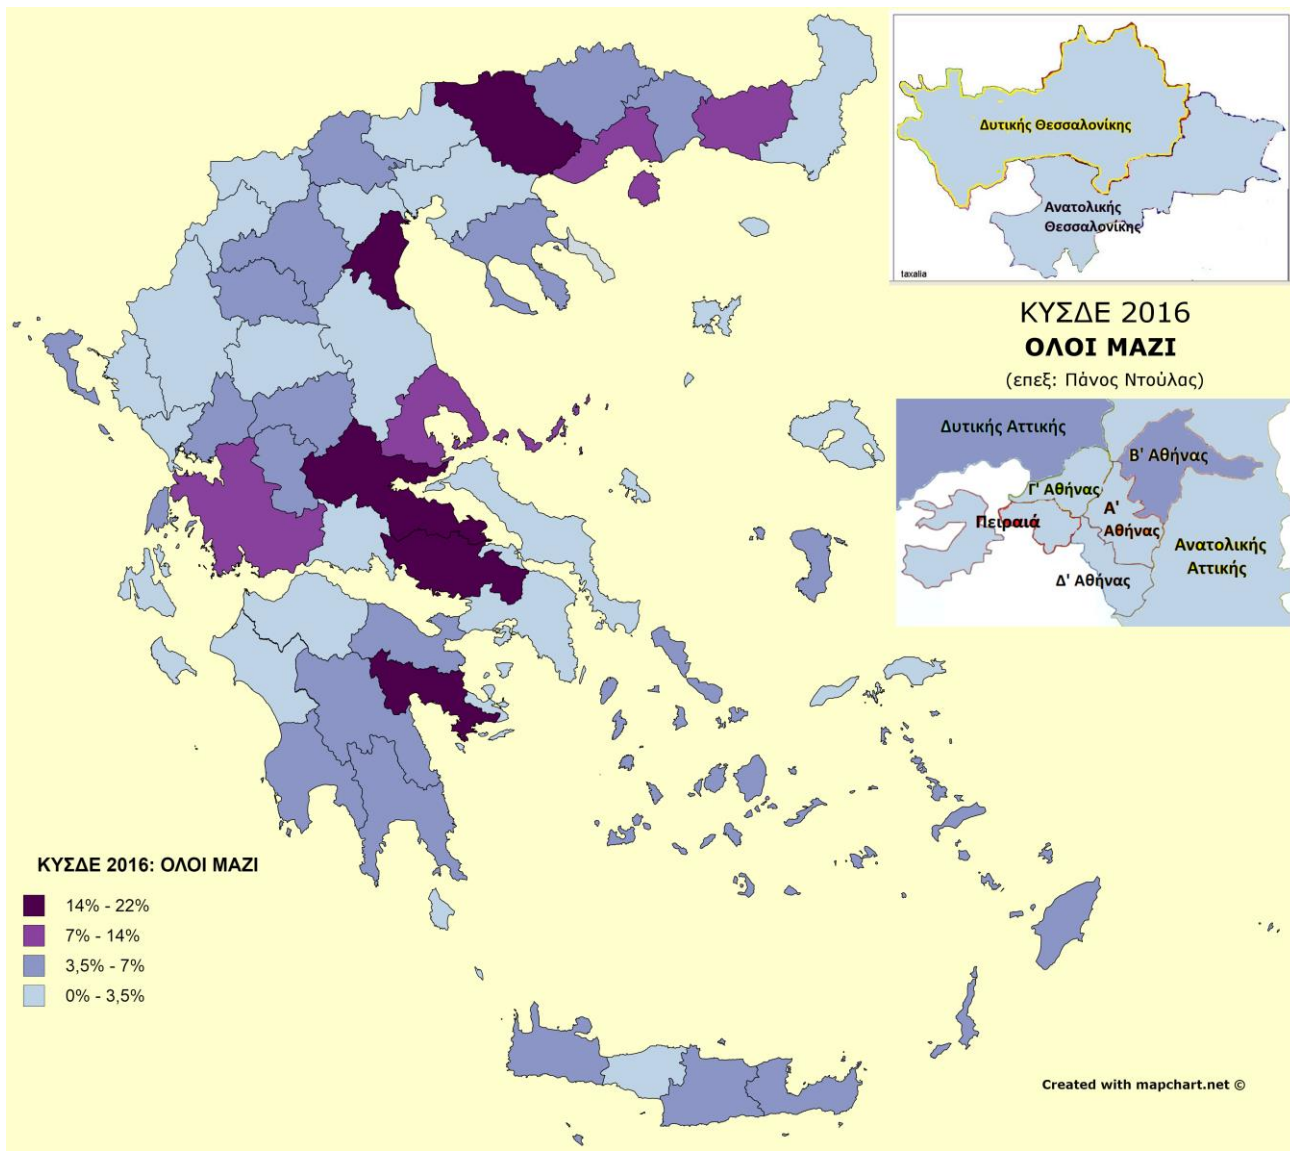 Δυτικής Θεσσαλονίκης
Ανατολικής
Θεσσαλονίκης
taxalia
ΚΥΣΔΕ 2016
ΟΛΟΙ ΜΑΖΙ
(επεξ: Πάνος Ντούλας)
Δυτικής Αττικής
Β' Αθήνας
Γ' Αθήνας
Α'
Αθήνας
Πειραιά
Ανατολικής
Αττικής
Δ' Αθήνας
ΚΥΣΔΕ 2016: ΟΛΟΙ ΜΑΖΙ
14% - 22%
7% - 14%
3,5% - 7%
0% - 3,5%
Created with mapchart.net ©